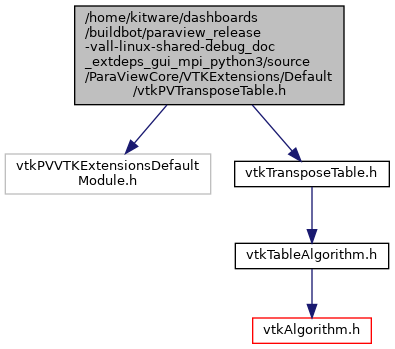 /home/kitware/dashboards
/buildbot/paraview_release
-vall-linux-shared-debug_doc
_extdeps_gui_mpi_python3/source
/ParaViewCore/VTKExtensions/Default
/vtkPVTransposeTable.h
vtkPVVTKExtensionsDefault
Module.h
vtkTransposeTable.h
vtkTableAlgorithm.h
vtkAlgorithm.h